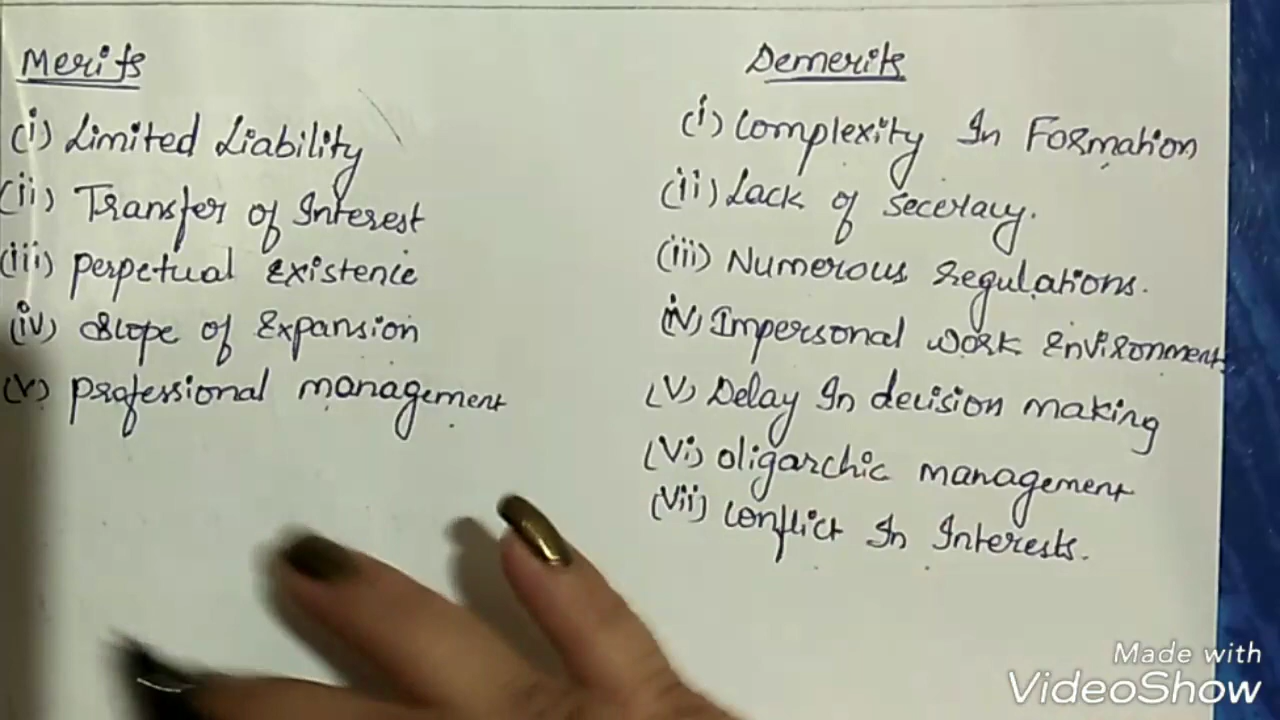 Merits
(i) Limited Liability
(ii) Transfer of Interest
(iii) perpetual existence
(iv) Scope of Expansion
(v) professional management
Demerits
(i) Complexity In Formation
(ii) Lack of Seceracy.
(iii) Numerous regulations.
(iv) Impersonal work Environment
(v) Delay In decision making
(vi) oligarchic management
(vii) Conflict In Interests.
Made with
VideoShow